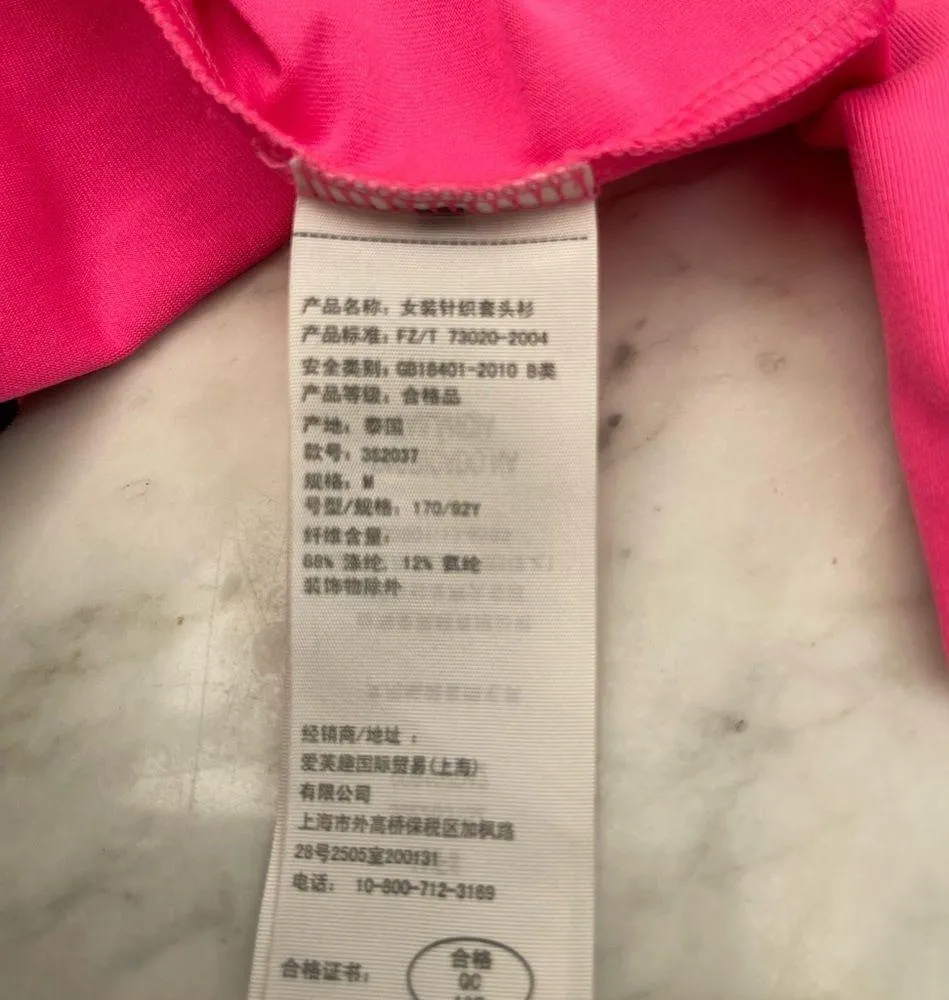 产品名称：女装针织套头衫
产品标准：FZ/T 73020-2004
安全类别：GB18401-2010 B类
产品等级：合格品
产地：泰国
款号：362037
规格：M
号型/规格：170/92Y
纤维含量：
88% 涤纶，12% 氨纶
装饰物除外
经销商/地址：
爱芙趣国际贸易(上海)
有限公司
上海市外高桥保税区加枫路
28号2505室200131
电话： 10-800-712-3169
合格证书：
合格
QC